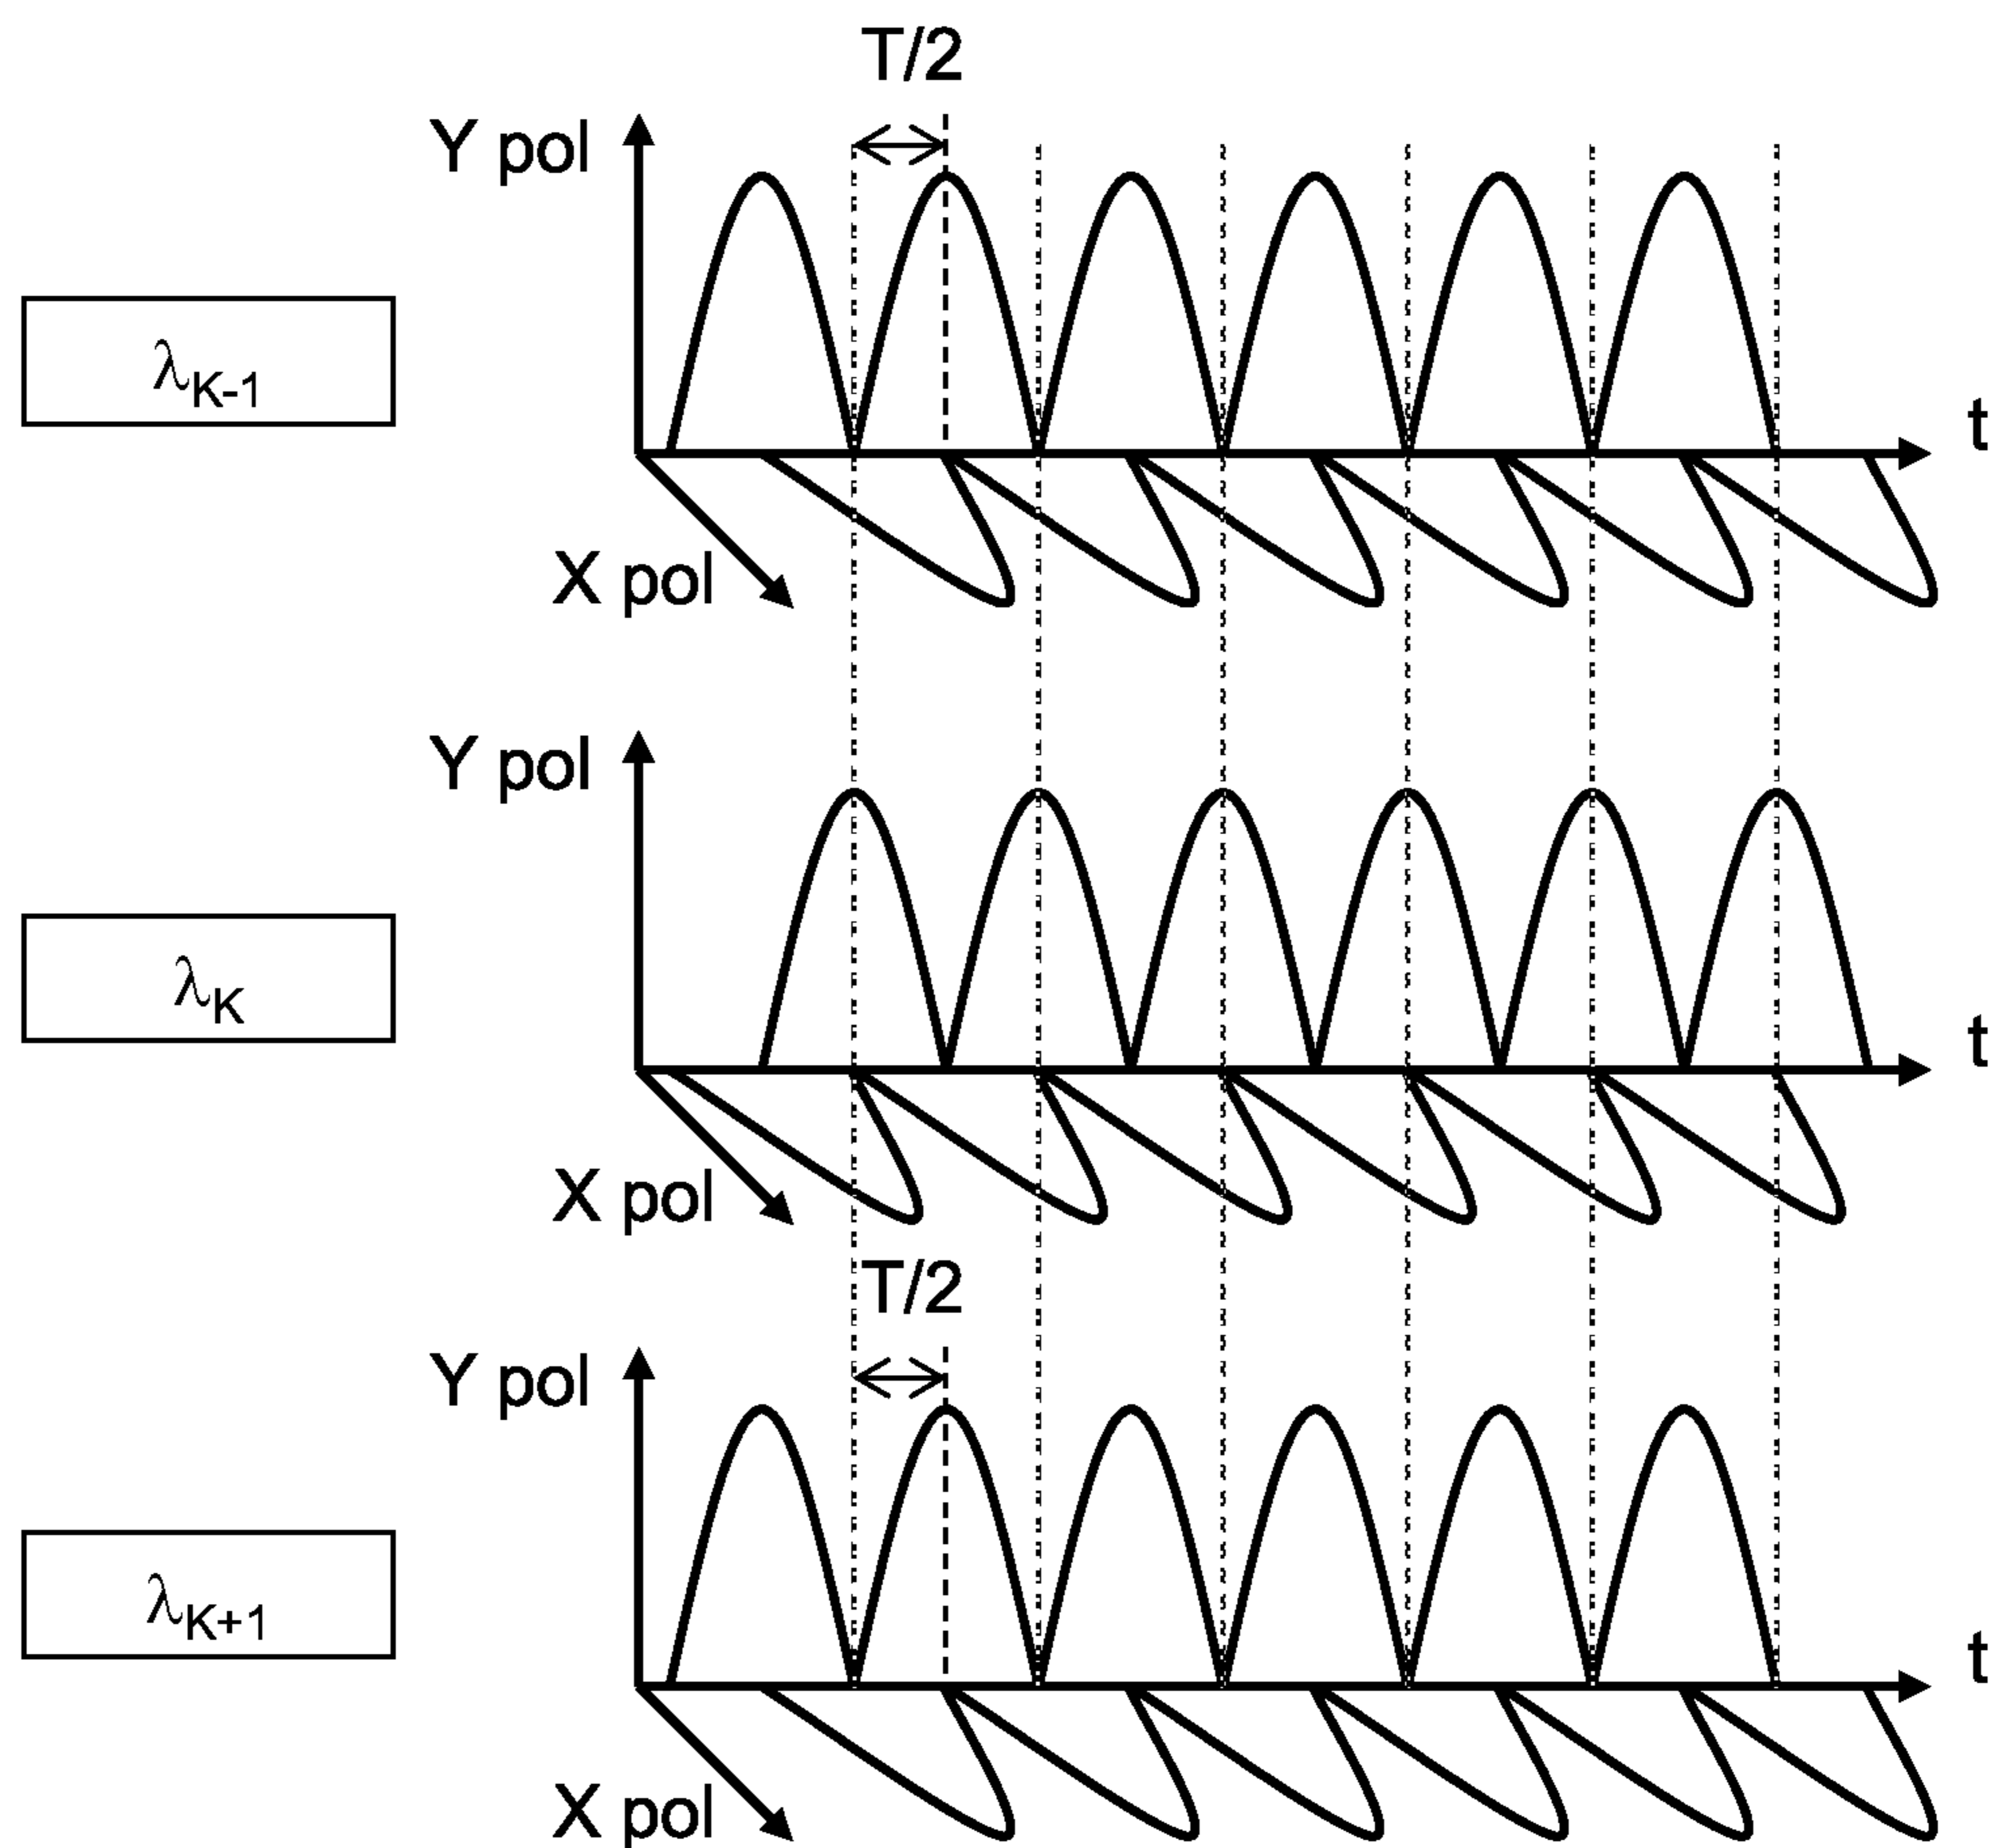 T/2
Y pol
λK-1
t
X pol
Y pol
λK
t
X pol
T/2
Y pol
λK+1
t
X pol